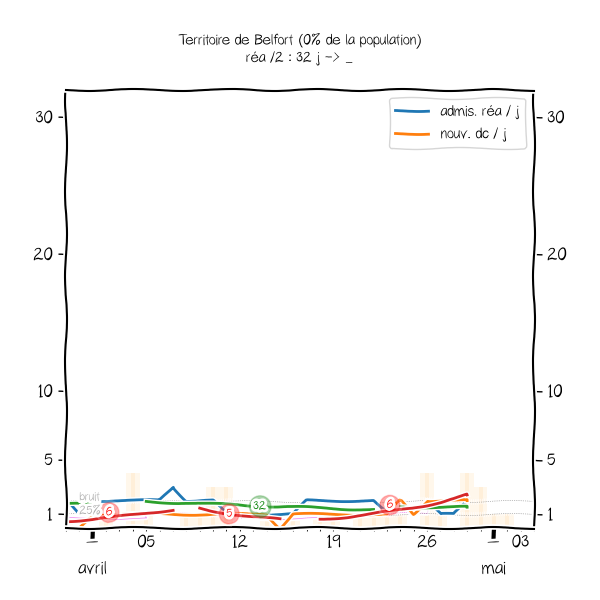 Territoire de Belfort (0% de la population)
réa /2 : 32 j -> _
admis. réa / j
nouv. dc / j
30
30
20
20
10
10
5
5
bruit
25%
6
5
32
6
1
1
05
12
19
26
03
avril
mai